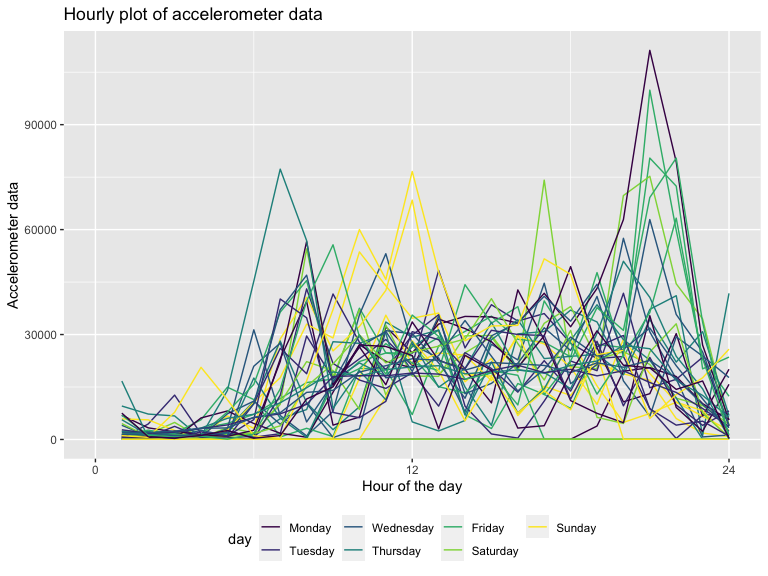 Hourly plot of accelerometer data
90000
60000
30000
0
Accelerometer data
0 12 24
Hour of the day
day
Monday Wednesday Friday Sunday
Tuesday Thursday Saturday